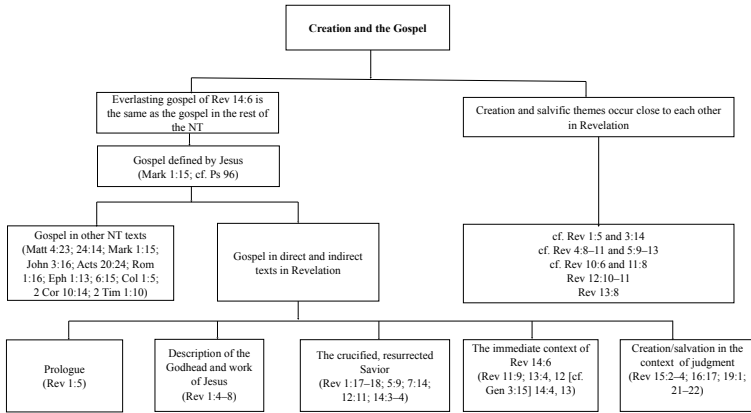 Creation and the Gospel
Everlasting gospel of Rev 14:6 is
the same as the gospel in the rest
of the NT
Creation and salvific themes occur close to each other
in Revelation
Gospel defined by Jesus
(Mark 1:15; cf. Ps 96)
Gospel in other NT texts
(Matt 4:23; 24:14; Mark 1:15,
John 3:16; Acts 20:24; Rom
1:16; Eph 1:13; 6:15; Col 1:5;
2 Cor 10:14; 2 Tim 1:10)
Gospel in direct and indirect
texts in Revelation
cf. Rev 1:5 and 3:14
cf. Rev 4:8–11 and 5:9–13
cf. Rev 10:6 and 11:8
Rev 12:10–11
Rev 13:8
Prologue
(Rev 1:5)
Description of the
Godhead and work of
Jesus
(Rev 1:4–8)
The crucified, resurrected
Savior
(Rev 1:17–18; 5:9; 7:14;
12:11; 14:3–4)
The immediate context of
Rev 14:6
(Rev 11:9; 13:4, 12 [cf.
Gen 3:15] 14:4, 13)
Creation/salvation in the
context of judgment
(Rev 15:2–4; 16:17; 19:1;
21–22)